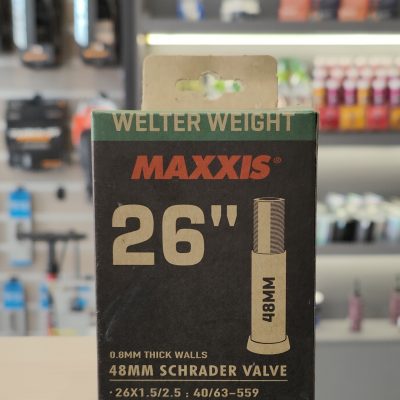 WELTER WEIGHT
MAXXIS®
26"
48MM
0.8MM THICK WALLS
48MM SCHRADER VALVE
· 26X1.5/2.5 : 40/63-559